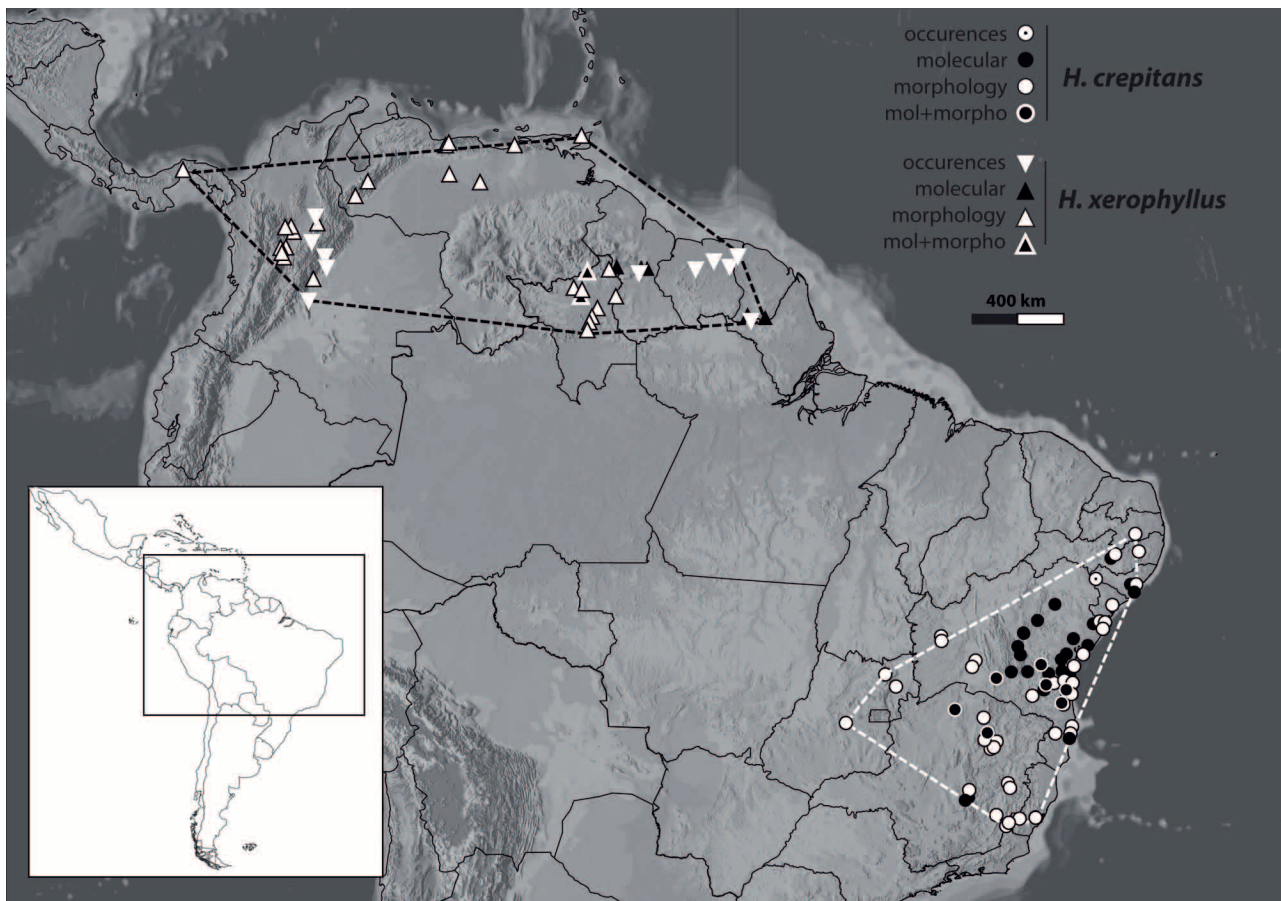 occurences
molecular
morphology
mol+morpho
H. crepitans
occurences
molecular
morphology
mol+morpho
H. xerophyllus
400 km